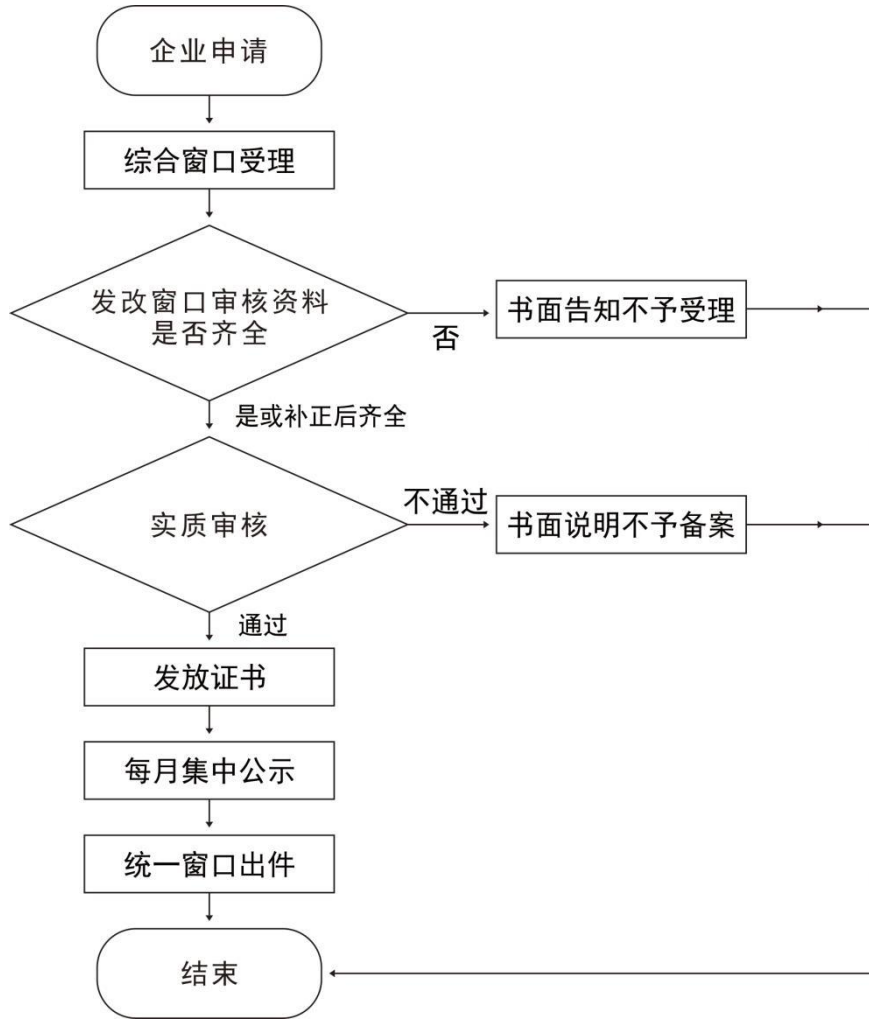 企业申请
综合窗口受理
发改窗口审核资料
是否齐全
否
书面告知不予受理
是或补正后齐全
实质审核
不通过
书面说明不予备案
通过
发放证书
每月集中公示
统一窗口出件
结束